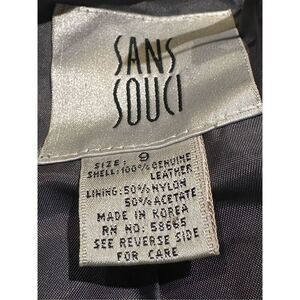 SANS
SOUCI
SIZE: 9
SHELL: 100% GENUINE
LEATHER
LINING: 50% NYLON
50% ACETATE
MADE IN KOREA
RN NO. 58665
SEE REVERSE SIDE
FOR CARE